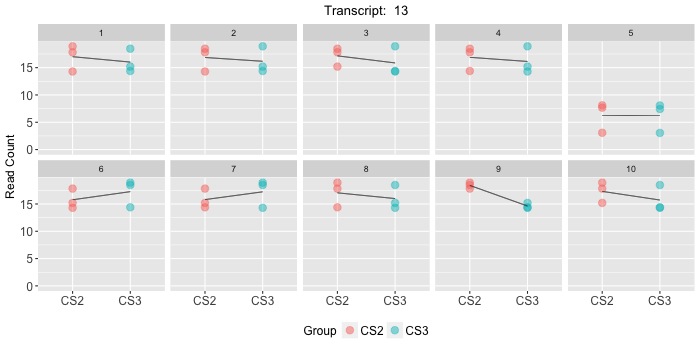 Transcript: 13
1 2 3 4 5
15
10
5
0
Read Count
6 7 8 9 10
15
10
5
0
CS2 CS3 CS2 CS3 CS2 CS3 CS2 CS3 CS2 CS3
Group CS2 CS3